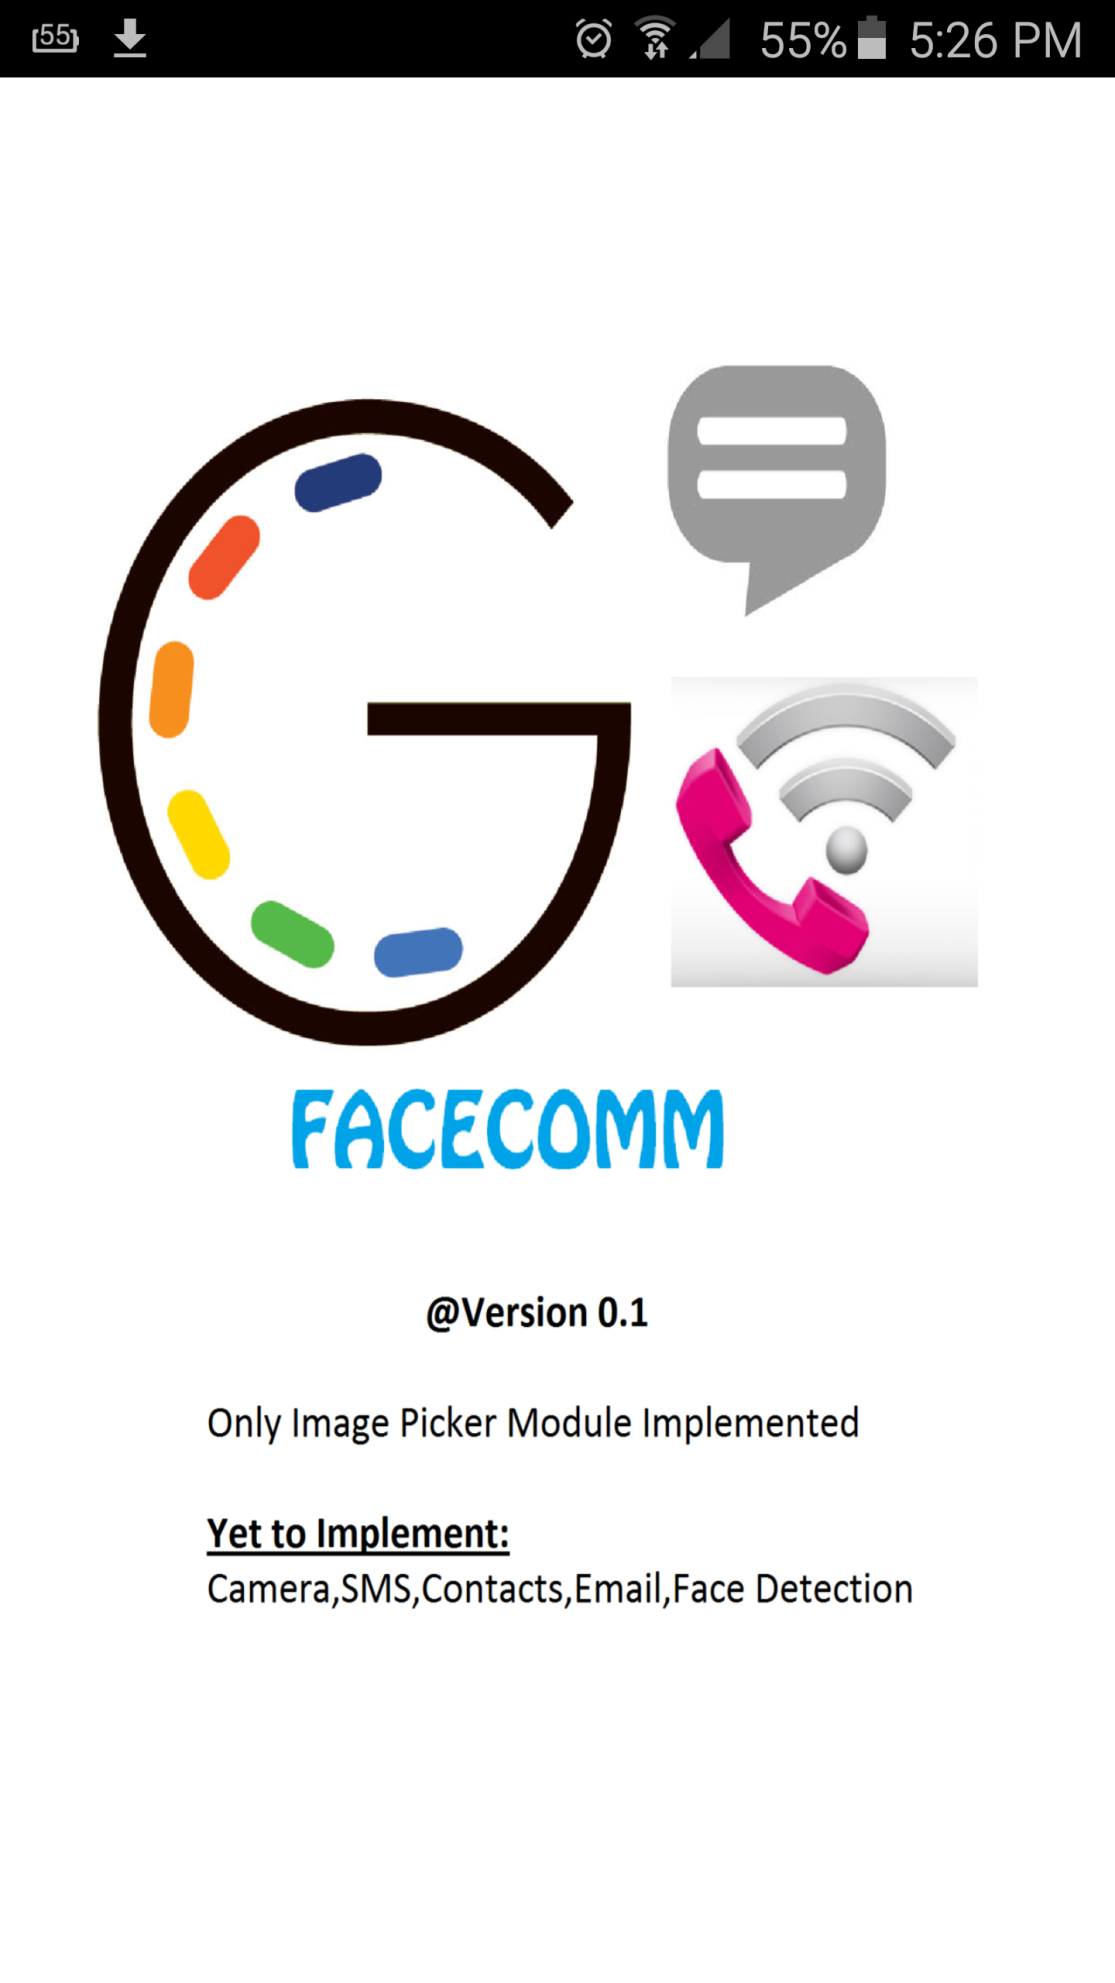 55 55% 5:26 PM
G
FACECOMM
@Version 0.1
Only Image Picker Module Implemented
Yet to Implement:
Camera,SMS,Contacts,Email,Face Detection